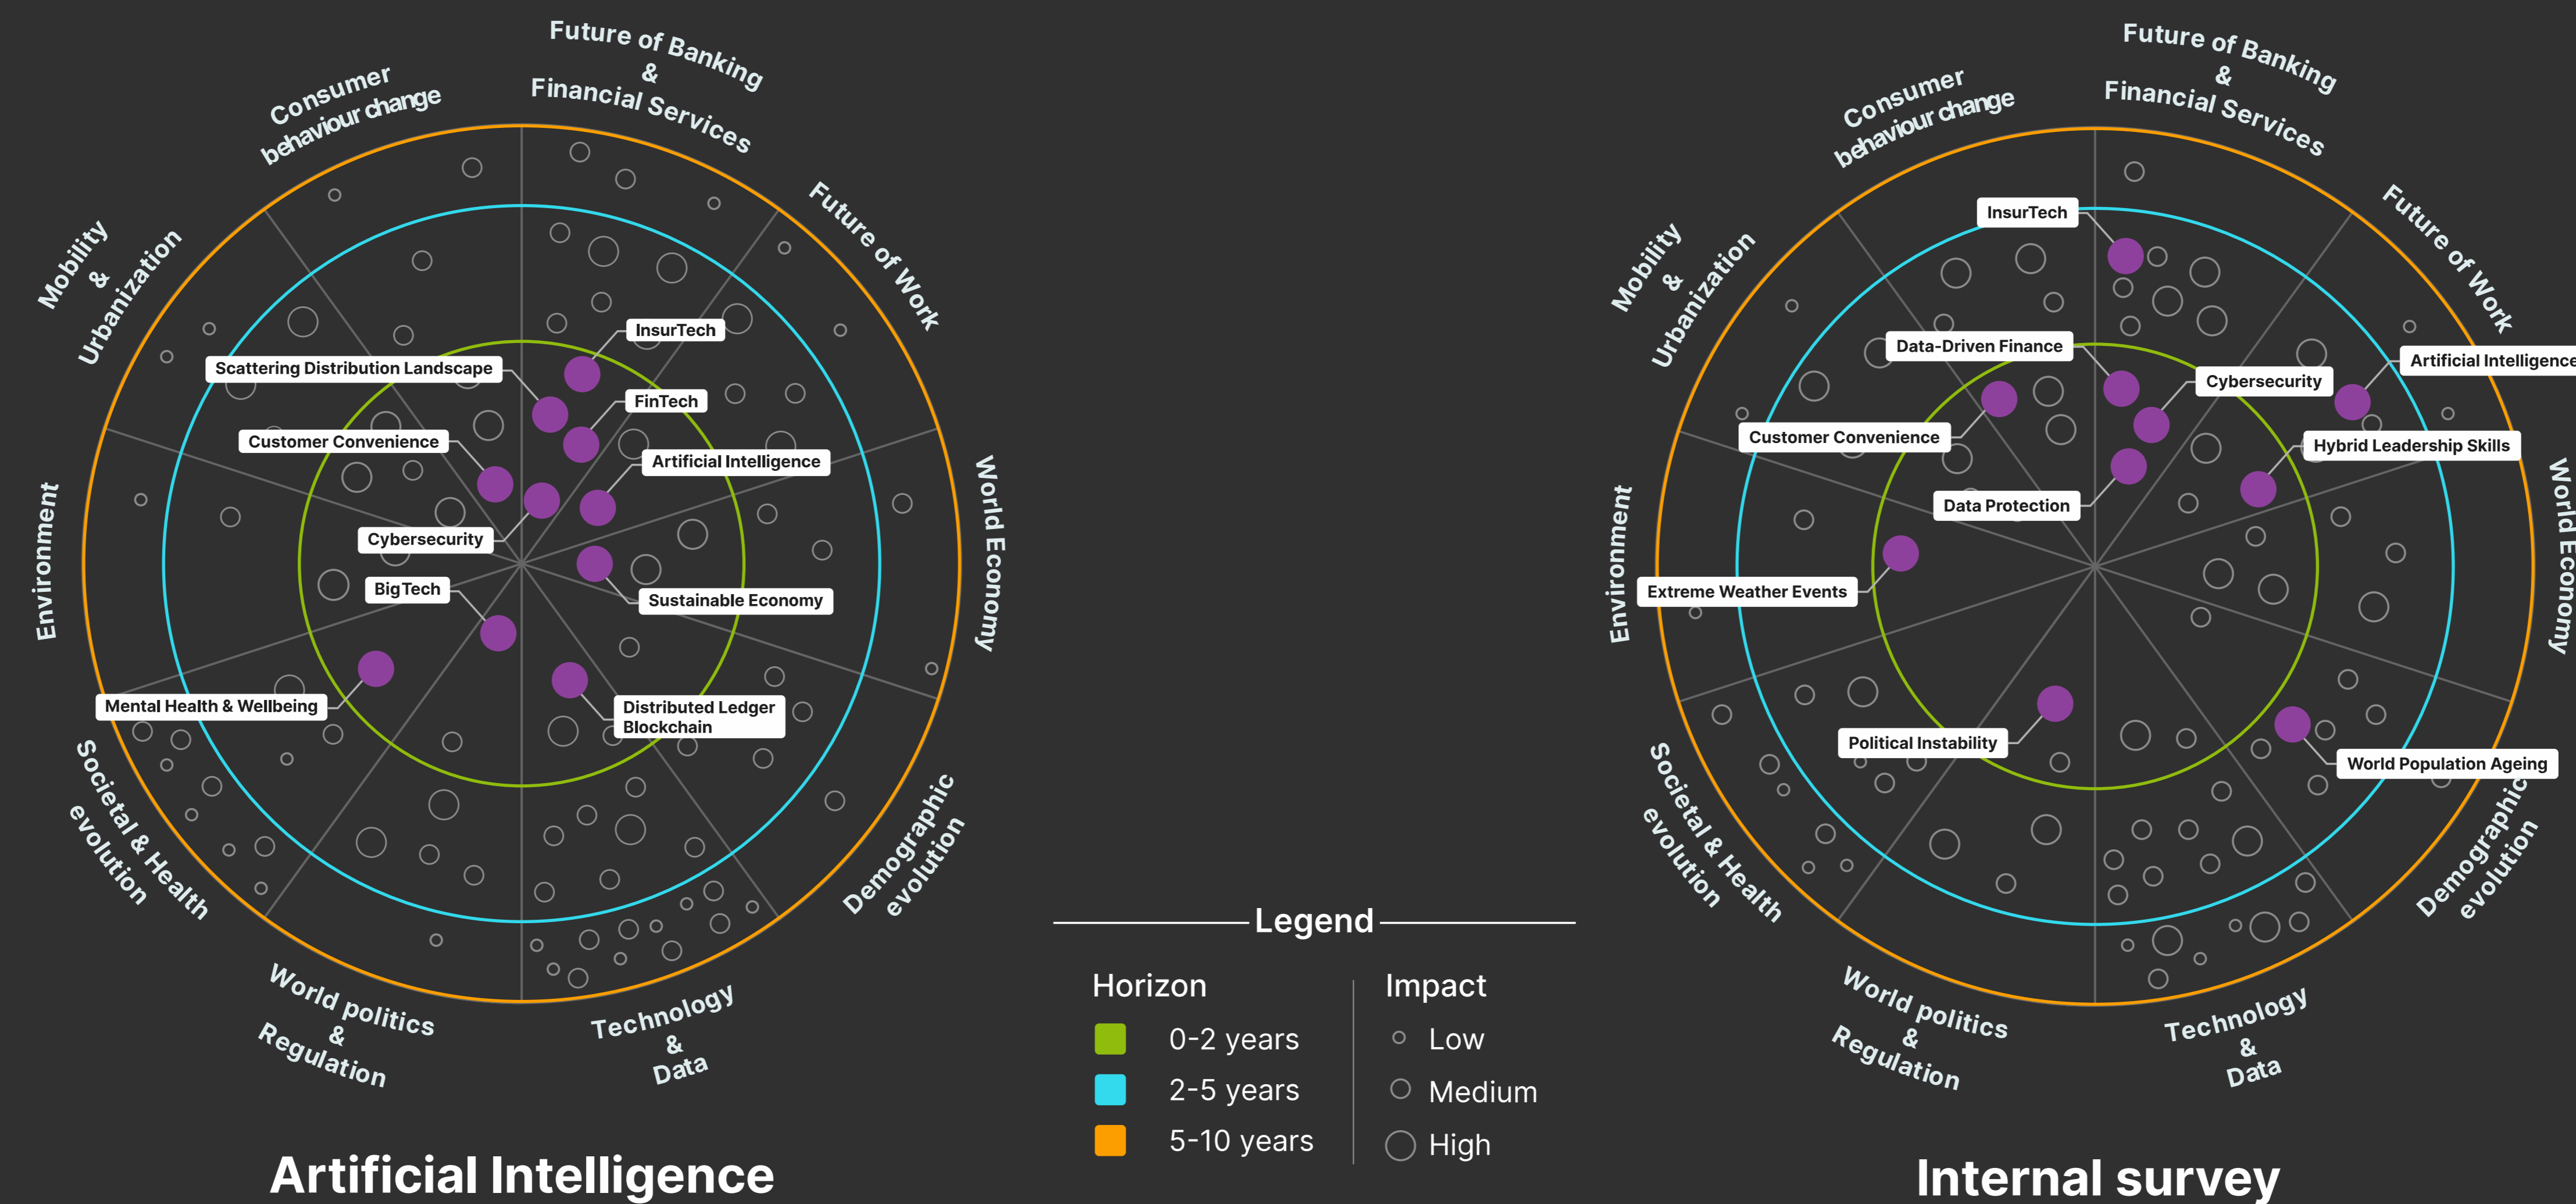 Future of Banking
&
Financial Services
Consumer
behaviour change
Future of Work
Mobility
&
Urbanization
InsurTech
Scattering Distribution Landscape
FinTech
Customer Convenience
Artificial Intelligence
World Economy
Environment
Cybersecurity
BigTech
Sustainable Economy
Mental Health & Wellbeing
Distributed Ledger
Blockchain
Societal & Health
evolution
Demographic
evolution
World politics
&
Regulation
Technology
&
Data
Artificial Intelligence
Legend
Horizon
0-2 years
2-5 years
5-10 years
Impact
Low
Medium
High
Future of Banking
&
Financial Services
Consumer
behaviour change
Future of Work
Mobility
&
Urbanization
InsurTech
Data-Driven Finance
Artificial Intelligence
Cybersecurity
Customer Convenience
Hybrid Leadership Skills
World Economy
Environment
Data Protection
Extreme Weather Events
Political Instability
World Population Ageing
Societal & Health
evolution
Demographic
evolution
World politics
&
Regulation
Technology
&
Data
Internal survey